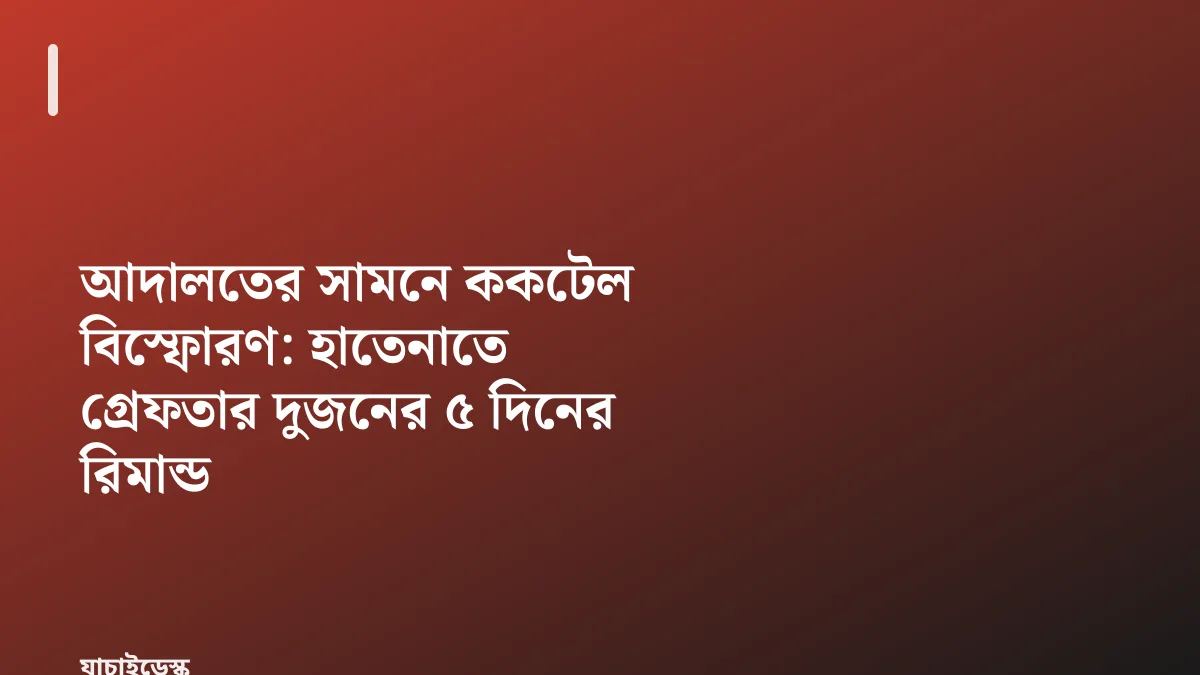 আদালতের সামনে ককটেল
বিস্ফোরণ: হাতেনাতে
গ্রেফতার দুজনের ৫ দিনের
রিমান্ড
যাচাইডেস্ক